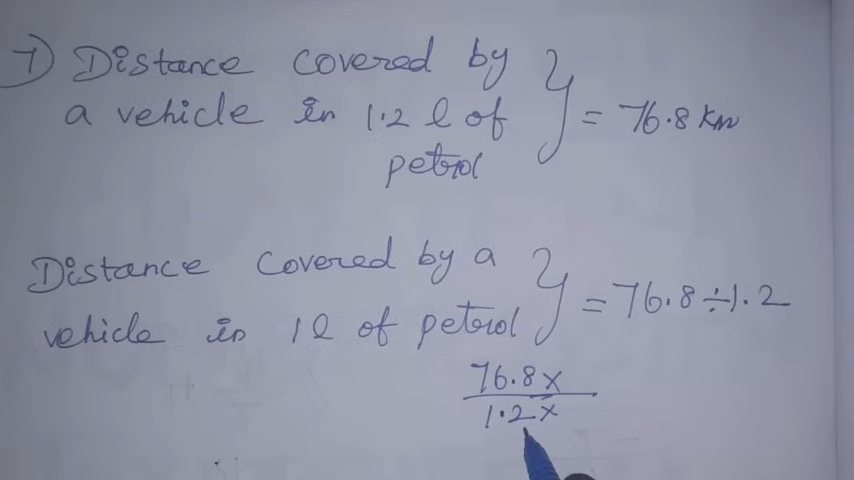 7) Distance covered by
a vehicle in 1.2 l of } = 76.8 km
petrol
Distance covered by a
vehicle in 1l of petrol } = 76.8 ÷ 1.2
76.8 x
1.2 x